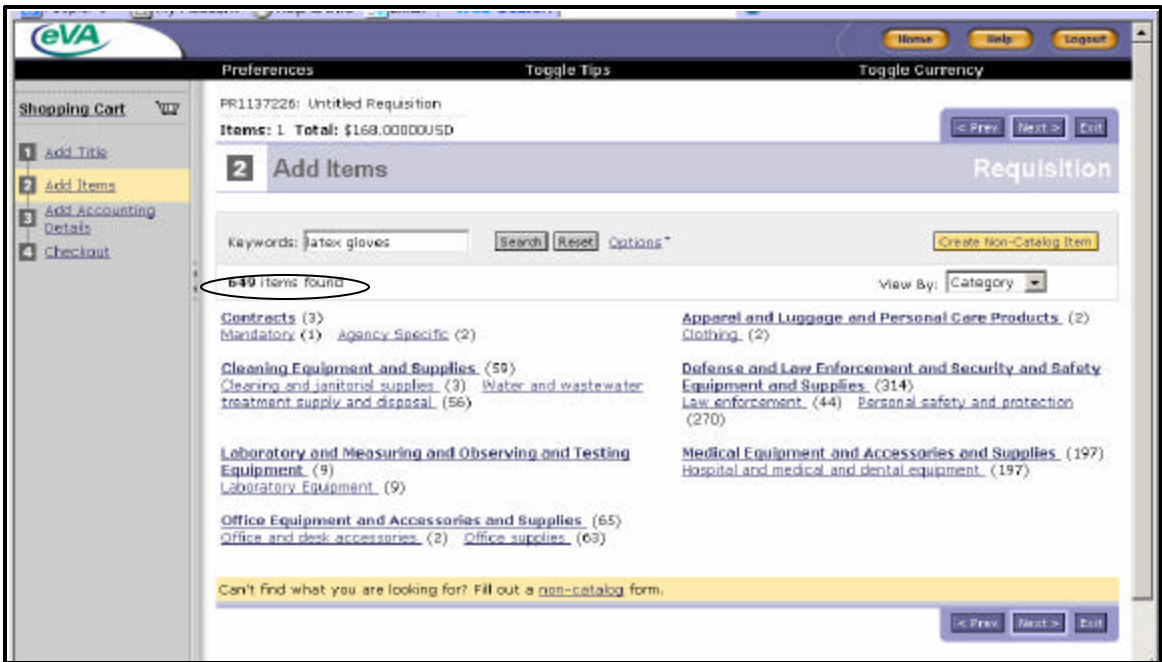 eVA
Home Help Logout
Preferences Toggle Tips Toggle Currency
Shopping Cart
PR1137226: Untitled Requisition
Items: 1 Total: $168.00000USD
< Prev Next > Exit
1 Add Title
2 Add Items
3 Add Accounting
Details
4 Checkout
2 Add Items Requisition
Keywords: latex gloves Search Reset Options Create Non-Catalog Item
649 items found View By: Category
Contracts (3)
Mandatory (1) Agency Specific (2)
Apparel and Luggage and Personal Care Products (2)
Clothing (2)
Cleaning Equipment and Supplies (59)
Cleaning and janitorial supplies (3) Water and wastewater
treatment supply and disposal (56)
Defense and Law Enforcement and Security and Safety
Equipment and Supplies (314)
Law enforcement (44) Personal safety and protection
(270)
Laboratory and Measuring and Observing and Testing
Equipment (9)
Laboratory Equipment (9)
Medical Equipment and Accessories and Supplies (197)
Hospital and medical and dental equipment (197)
Office Equipment and Accessories and Supplies (65)
Office and desk accessories (2) Office supplies (63)
Can't find what you are looking for? Fill out a non-catalog form.
< Prev Next > Exit